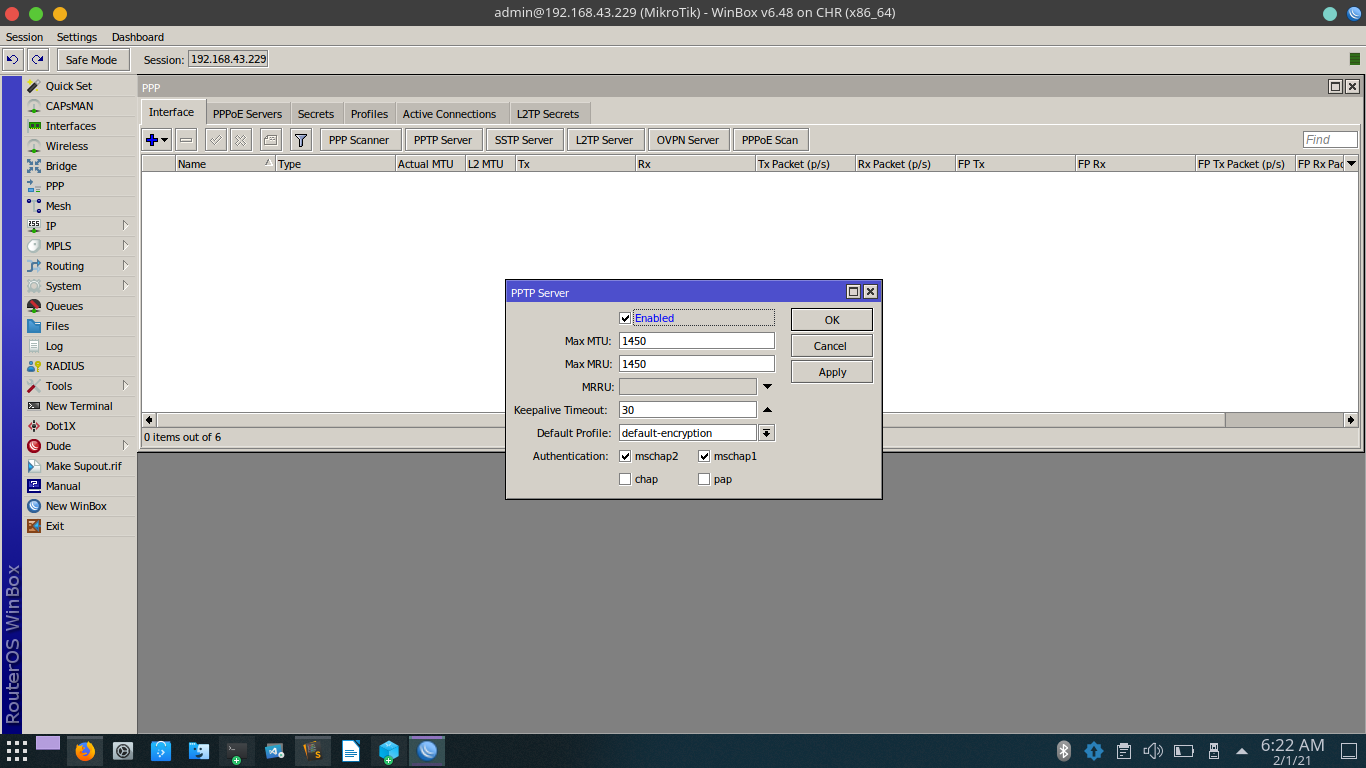 admin@192.168.43.229 (MikroTik) - WinBox v6.48 on CHR (x86_64)
Session Settings Dashboard
Safe Mode Session: 192.168.43.229
Quick Set
CAPsMAN
Interfaces
Wireless
Bridge
PPP
Mesh
IP
MPLS
Routing
System
Queues
Files
Log
RADIUS
Tools
New Terminal
Dot1X
Dude
Make Supout.rif
Manual
New WinBox
Exit
RouterOS WinBox
PPP
Interface PPPoE Servers Secrets Profiles Active Connections L2TP Secrets
PPP Scanner PPTP Server SSTP Server L2TP Server OVPN Server PPPoE Scan Find
Name Type Actual MTU L2 MTU Tx Rx Tx Packet (p/s) Rx Packet (p/s) FP Tx FP Rx FP Tx Packet (p/s) FP Rx Pac
0 items out of 6
PPTP Server
Enabled
Max MTU: 1450
Max MRU: 1450
MRRU:
Keepalive Timeout: 30
Default Profile: default-encryption
Authentication: mschap2 mschap1
chap pap
OK
Cancel
Apply
6:22 AM
2/1/21